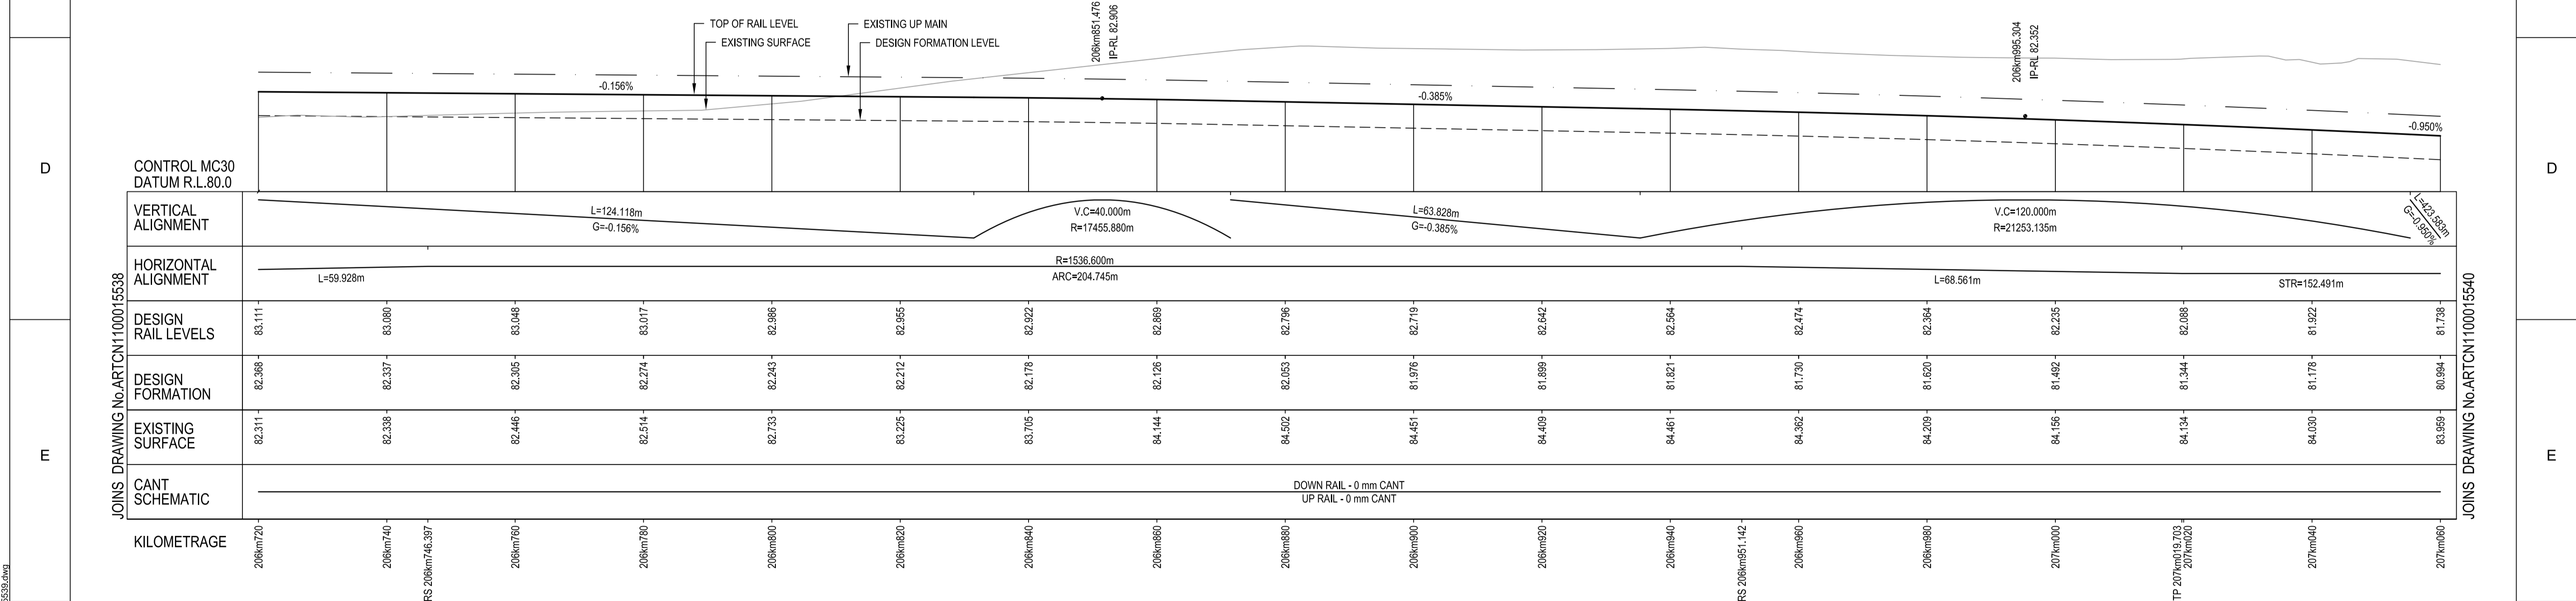 TOP OF RAIL LEVEL
EXISTING SURFACE
EXISTING UP MAIN
DESIGN FORMATION LEVEL
206km851.476
IP-RL 82.906
206km995.304
IP-RL 82.352
-0.156%
-0.385%
-0.950%
D
D
CONTROL MC30
DATUM R.L.80.0
VERTICAL
ALIGNMENT
L=124.118m
G=-0.156%
V.C=40.000m
R=17455.880m
L=63.828m
G=-0.385%
V.C=120.000m
R=21253.135m
L=423.583m
G=-0.950%
HORIZONTAL
ALIGNMENT
L=59.928m
R=1536.600m
ARC=204.745m
L=68.561m
STR=152.491m
DESIGN
RAIL LEVELS
83.111 83.080 83.048 83.017 82.986 82.955 82.922 82.869 82.796 82.719 82.642 82.564 82.474 82.364 82.235 82.088 81.922 81.738
DESIGN
FORMATION
82.368 82.337 82.305 82.274 82.243 82.212 82.178 82.126 82.053 81.976 81.899 81.821 81.730 81.620 81.492 81.344 81.178 80.994
EXISTING
SURFACE
82.311 82.338 82.446 82.514 82.733 83.225 83.705 84.144 84.502 84.451 84.409 84.461 84.362 84.209 84.156 84.134 84.030 83.959
E
E
CANT
SCHEMATIC
DOWN RAIL - 0 mm CANT
UP RAIL - 0 mm CANT
KILOMETRAGE
206km720 206km740 RS 206km746.397 206km760 206km780 206km800 206km820 206km840 206km860 206km880 206km900 206km920 206km940 RS 206km951.142 206km960 206km980 207km000 TP 207km019.703 207km020 207km040 207km060
JOINS DRAWING No.ARTCN1100015538
JOINS DRAWING No.ARTCN1100015540